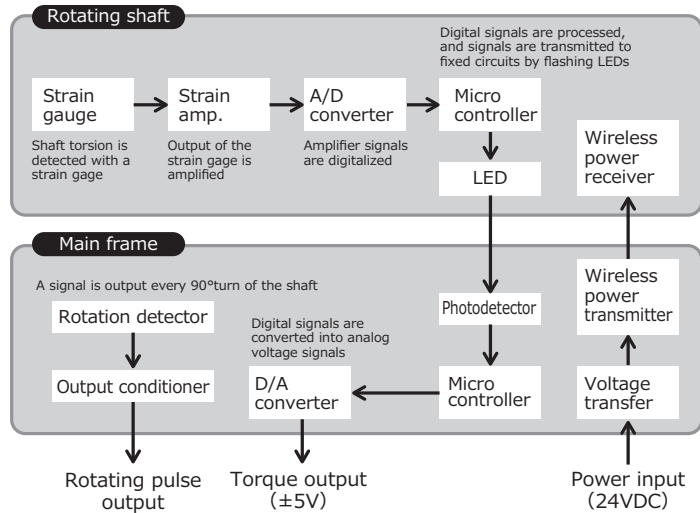 Rotating shaft
Digital signals are processed,
and signals are transmitted to
fixed circuits by flashing LEDs
Strain
gauge
Strain
amp.
A/D
converter
Micro
controller
Shaft torsion is
detected with a
strain gage
Output of the
strain gage is
amplified
Amplifier signals
are digitalized
LED
Wireless
power
receiver
Main frame
A signal is output every 90°turn of the shaft
Rotation detector
Output conditioner
Digital signals are
converted into analog
voltage signals
D/A
converter
Photodetector
Micro
controller
Wireless
power
transmitter
Voltage
transfer
Rotating pulse
output
Torque output
(±5V)
Power input
(24VDC)